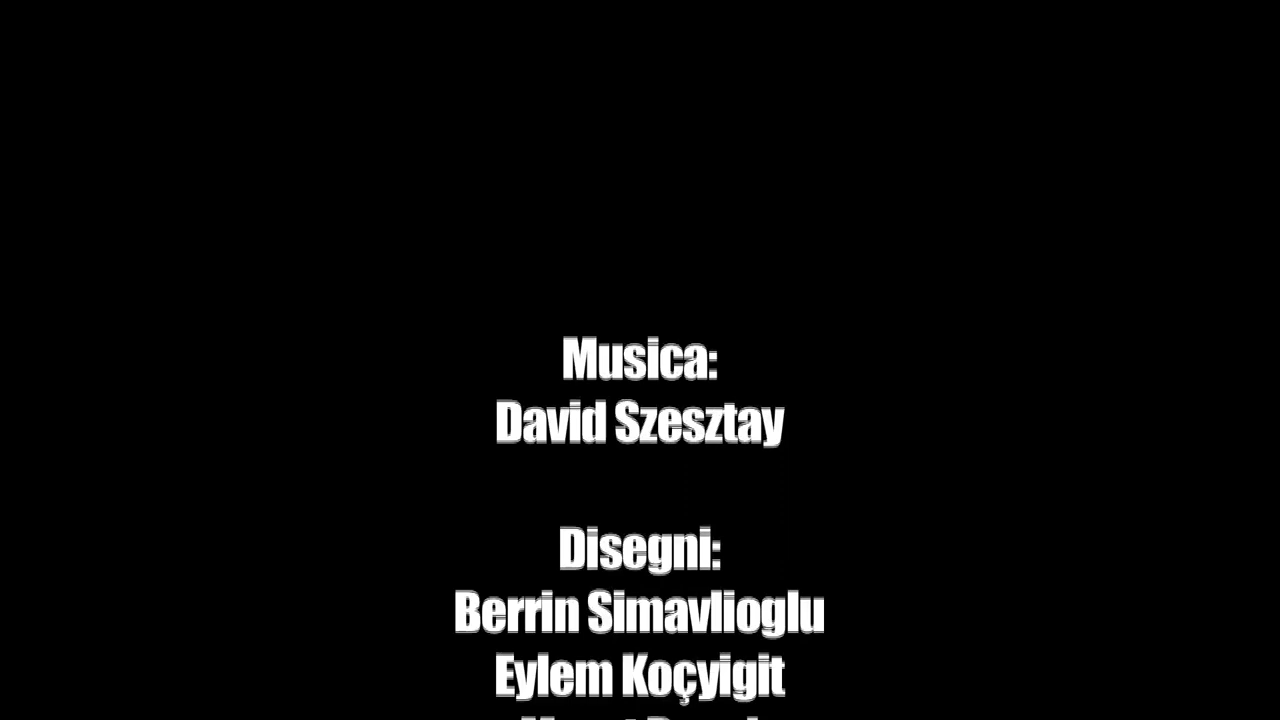 Musica:
David Szesztay
Disegni:
Berrin Simavlioglu
Eylem Koçyigit